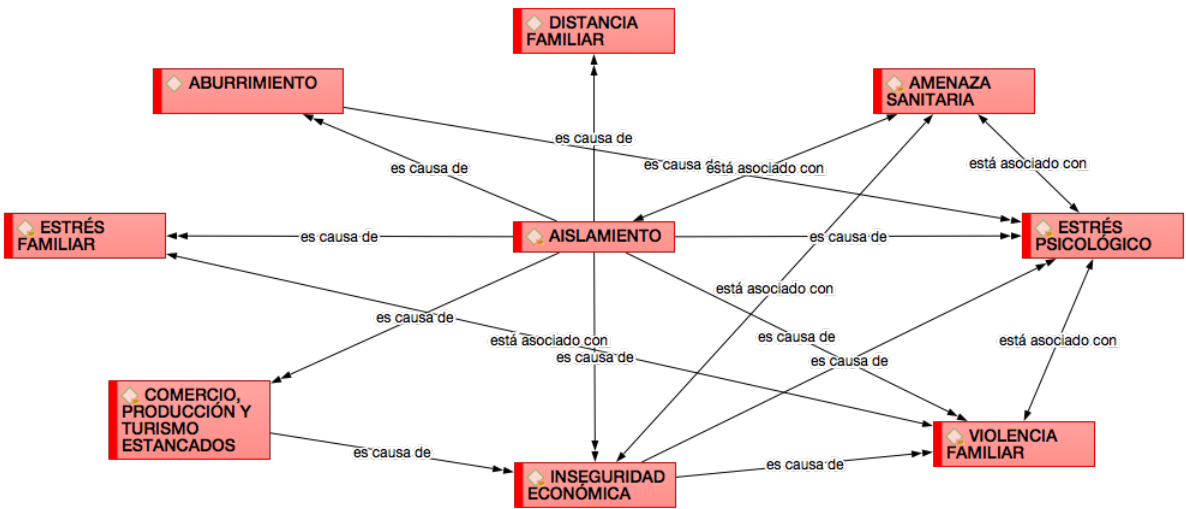 DISTANCIA
FAMILIAR
ABURRIMIENTO
AMENAZA
SANITARIA
es causa de
es causa de
es causa de
está asociado con
está asociado con
ESTRÉS
FAMILIAR
es causa de
AISLAMIENTO
es causa de
ESTRÉS
PSICOLÓGICO
está asociado con
es causa de
está asociado con
es causa de
es causa de
es causa de
está asociado con
COMERCIO,
PRODUCCIÓN Y
TURISMO
ESTANCADOS
es causa de
INSEGURIDAD
ECONÓMICA
es causa de
VIOLENCIA
FAMILIAR